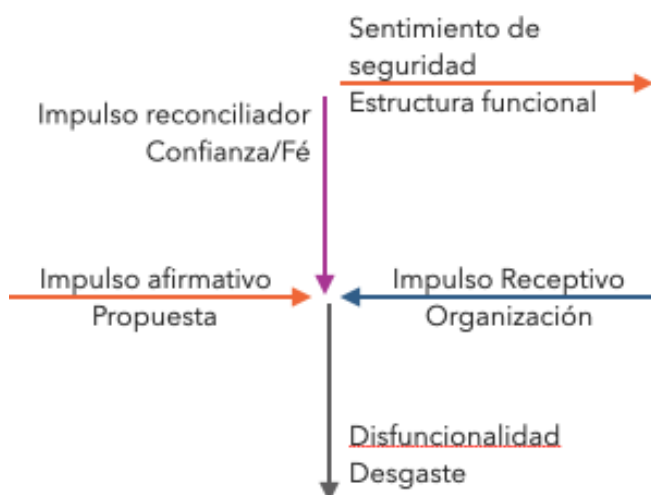 Sentimiento de
seguridad
Estructura funcional
Impulso reconciliador
Confianza/Fé
Impulso afirmativo
Propuesta
Impulso Receptivo
Organización
Disfuncionalidad
Desgaste